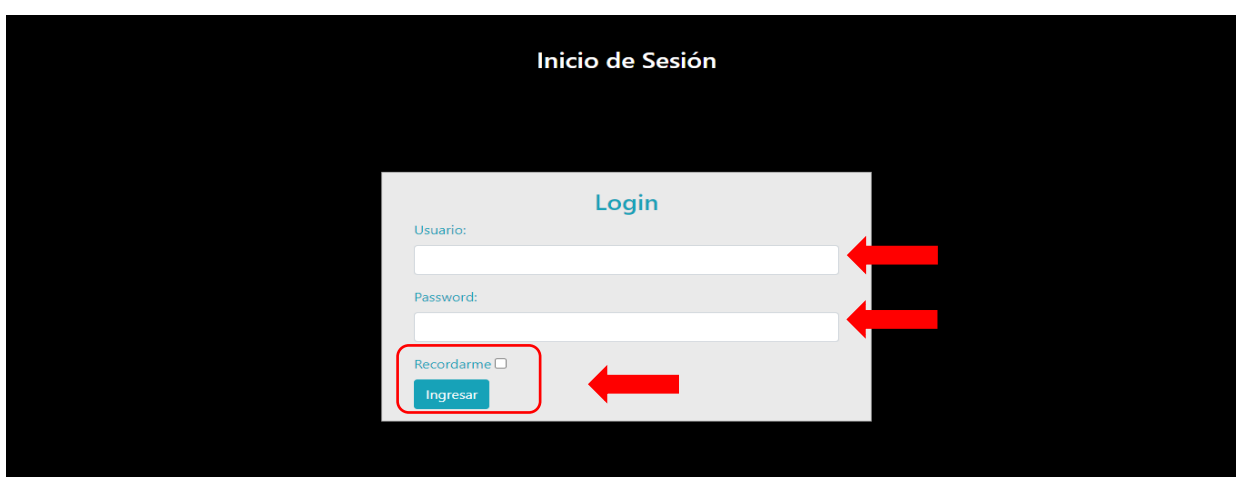 Inicio de Sesión
Login
Usuario:
Password:
Recordarme
Ingresar